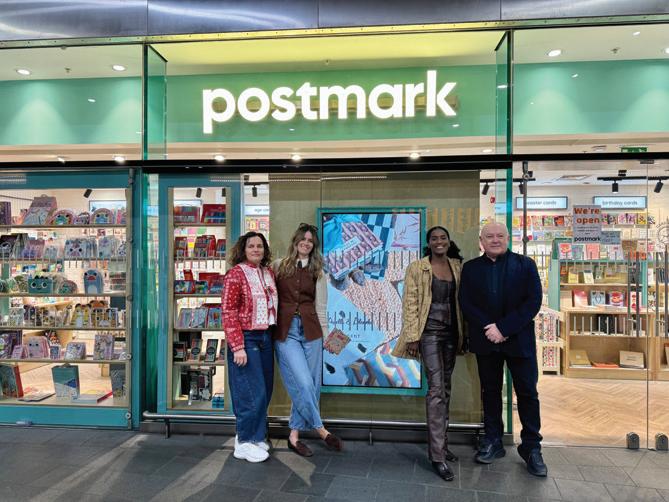 postmark
easter cards
birthday cards
We're
open
postmark